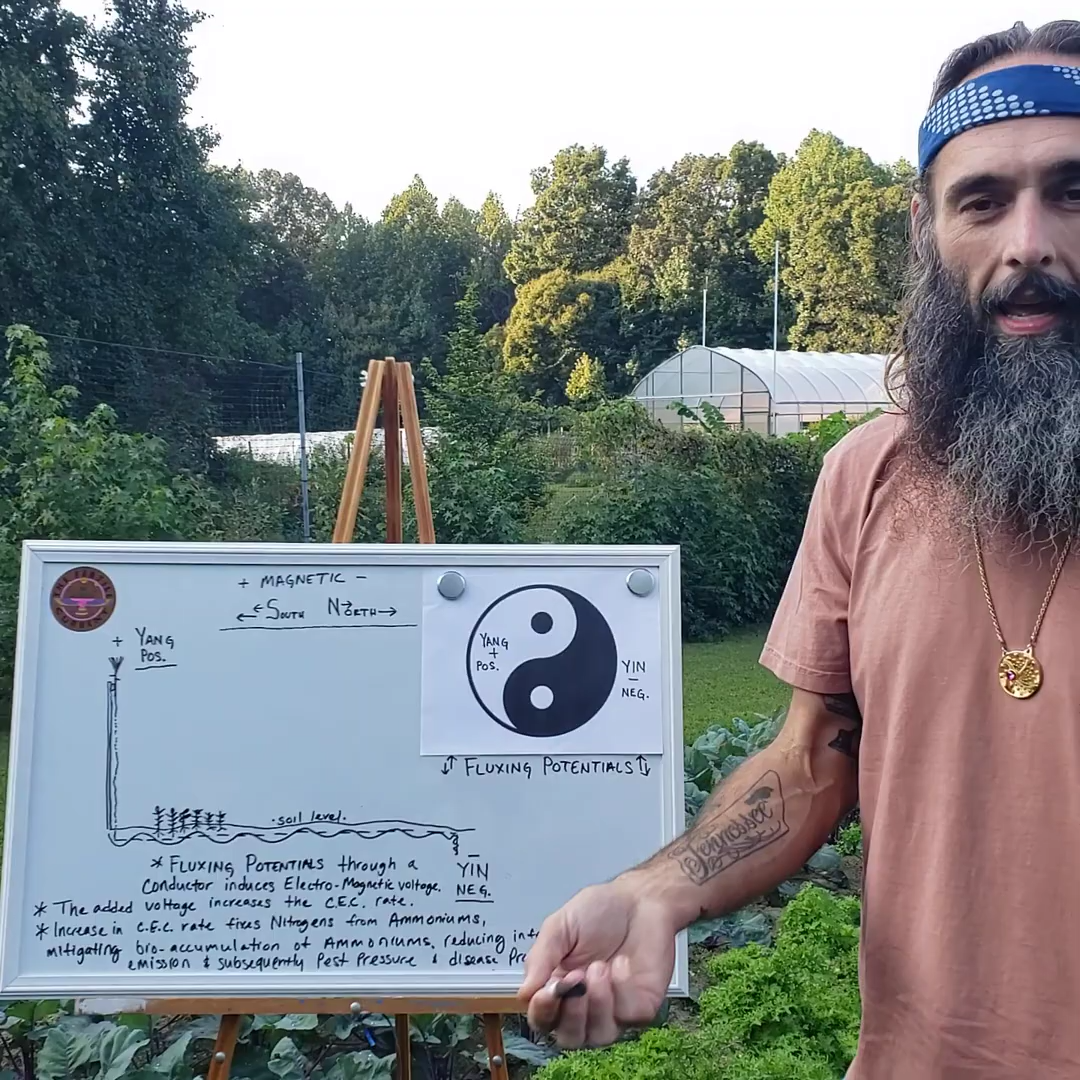 + MAGNETIC -
← South North →
+ YANG
POS.
YANG
+
POS.
YIN
-
NEG.
↑↓ FLUXING POTENTIALS ↑↓
·soil level·
* FLUXING POTENTIALS through a
Conductor induces Electro-Magnetic voltage.
-
YIN
NEG.
* The added voltage increases the C.E.C. rate.
* Increase in C.E.C. rate fixes Nitrogens from Ammoniums,
mitigating bio-accumulation of Ammoniums, reducing
emission & subsequently Pest Pressure & disease
Tennessee